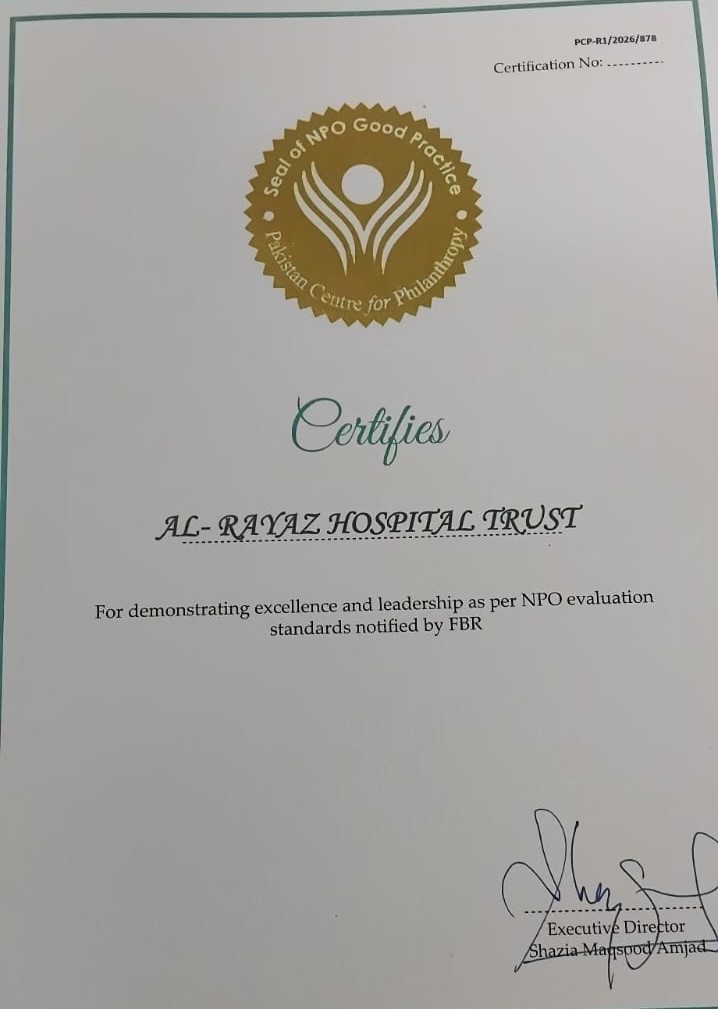 PCP-R1/2026/878
Certification No: ----------
Seal of NPO Good Practice
Pakistan Centre for Philanthropy
Certifies
AL- RAYAZ HOSPITAL TRUST
For demonstrating excellence and leadership as per NPO evaluation
standards notified by FBR
Executive Director
Shazia Maqsood Amjad